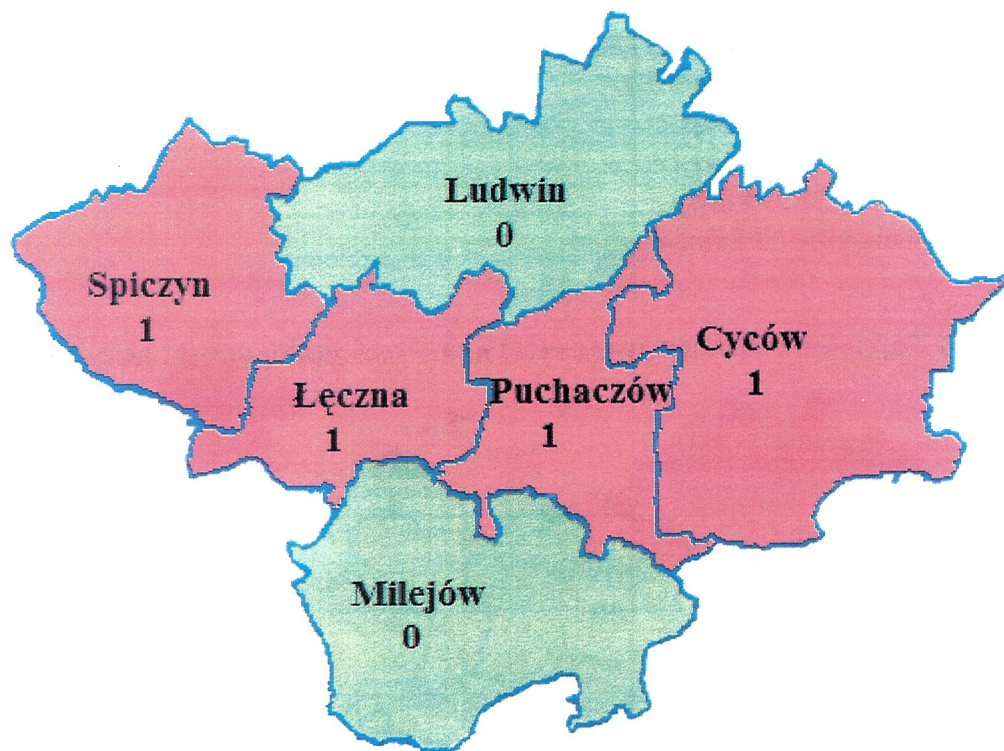 Ludwin
0
Spiczyn
1
Cyców
1
Łęczna
1
Puchaczów
1
Milejów
0